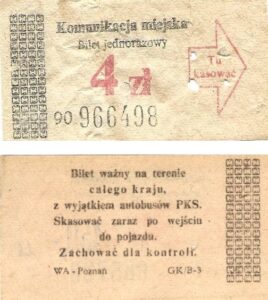 Komunikacja miejska
Bilet jednorazowy
4 zł
Tu
kasować
90 966498
Bilet ważny na terenie
całego kraju,
z wyjątkiem autobusów PKS.
Skasować zaraz po wejściu
do pojazdu.
Zachować dla kontroli.
WA - Poznań GK/B-3